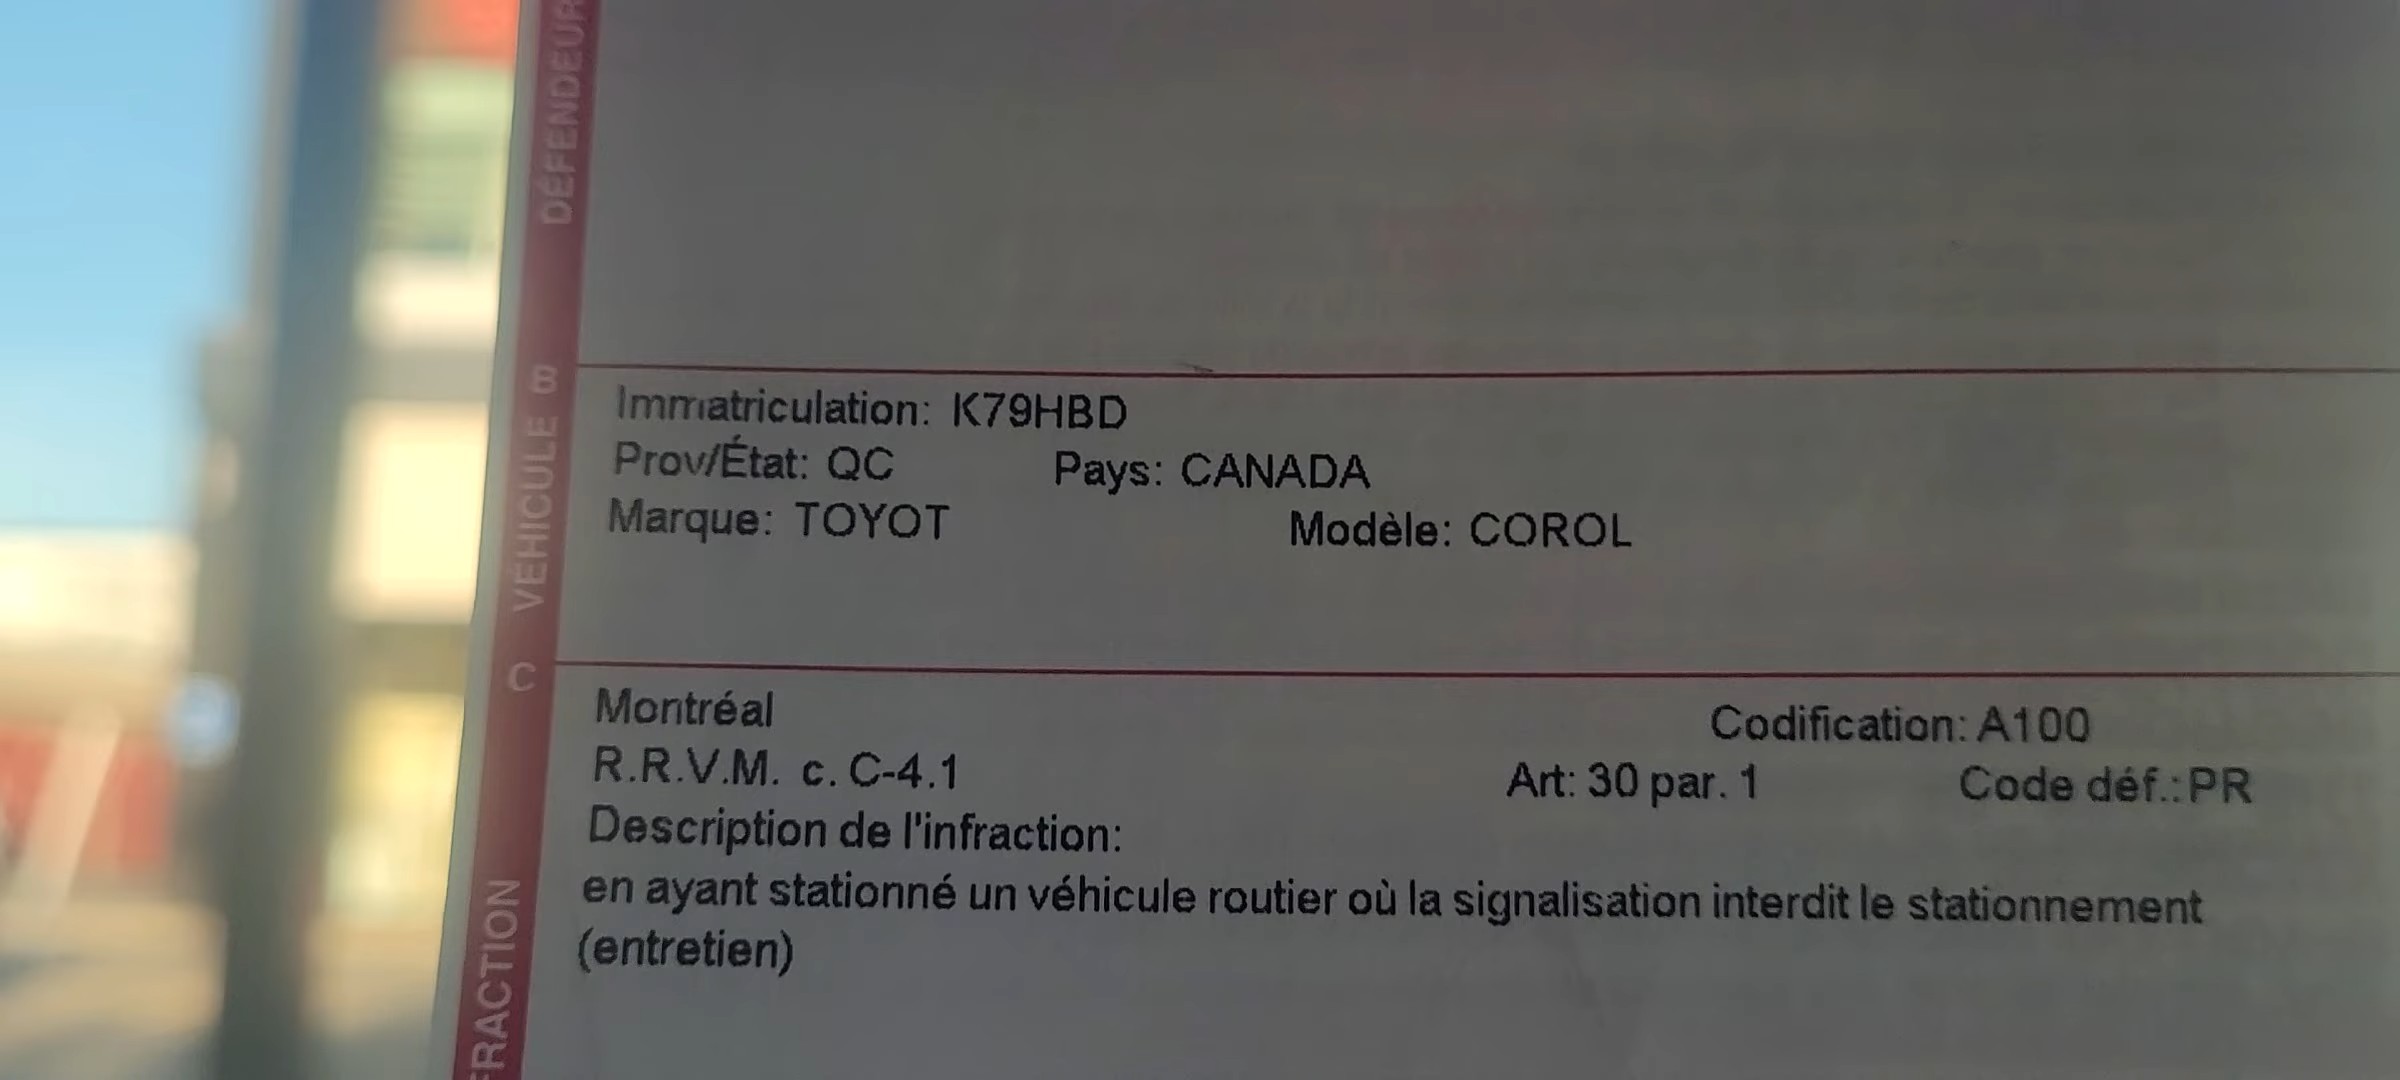 DÉFENDEUR
B
Immatriculation: K79HBD
Prov/État: QC Pays: CANADA
Marque: TOYOT Modèle: COROL
VÉHICULE
C
Montréal Codification: A100
R.R.V.M. c. C-4.1 Art: 30 par. 1 Code déf.:PR
Description de l'infraction:
en ayant stationné un véhicule routier où la signalisation interdit le stationnement
(entretien)
FRACTION